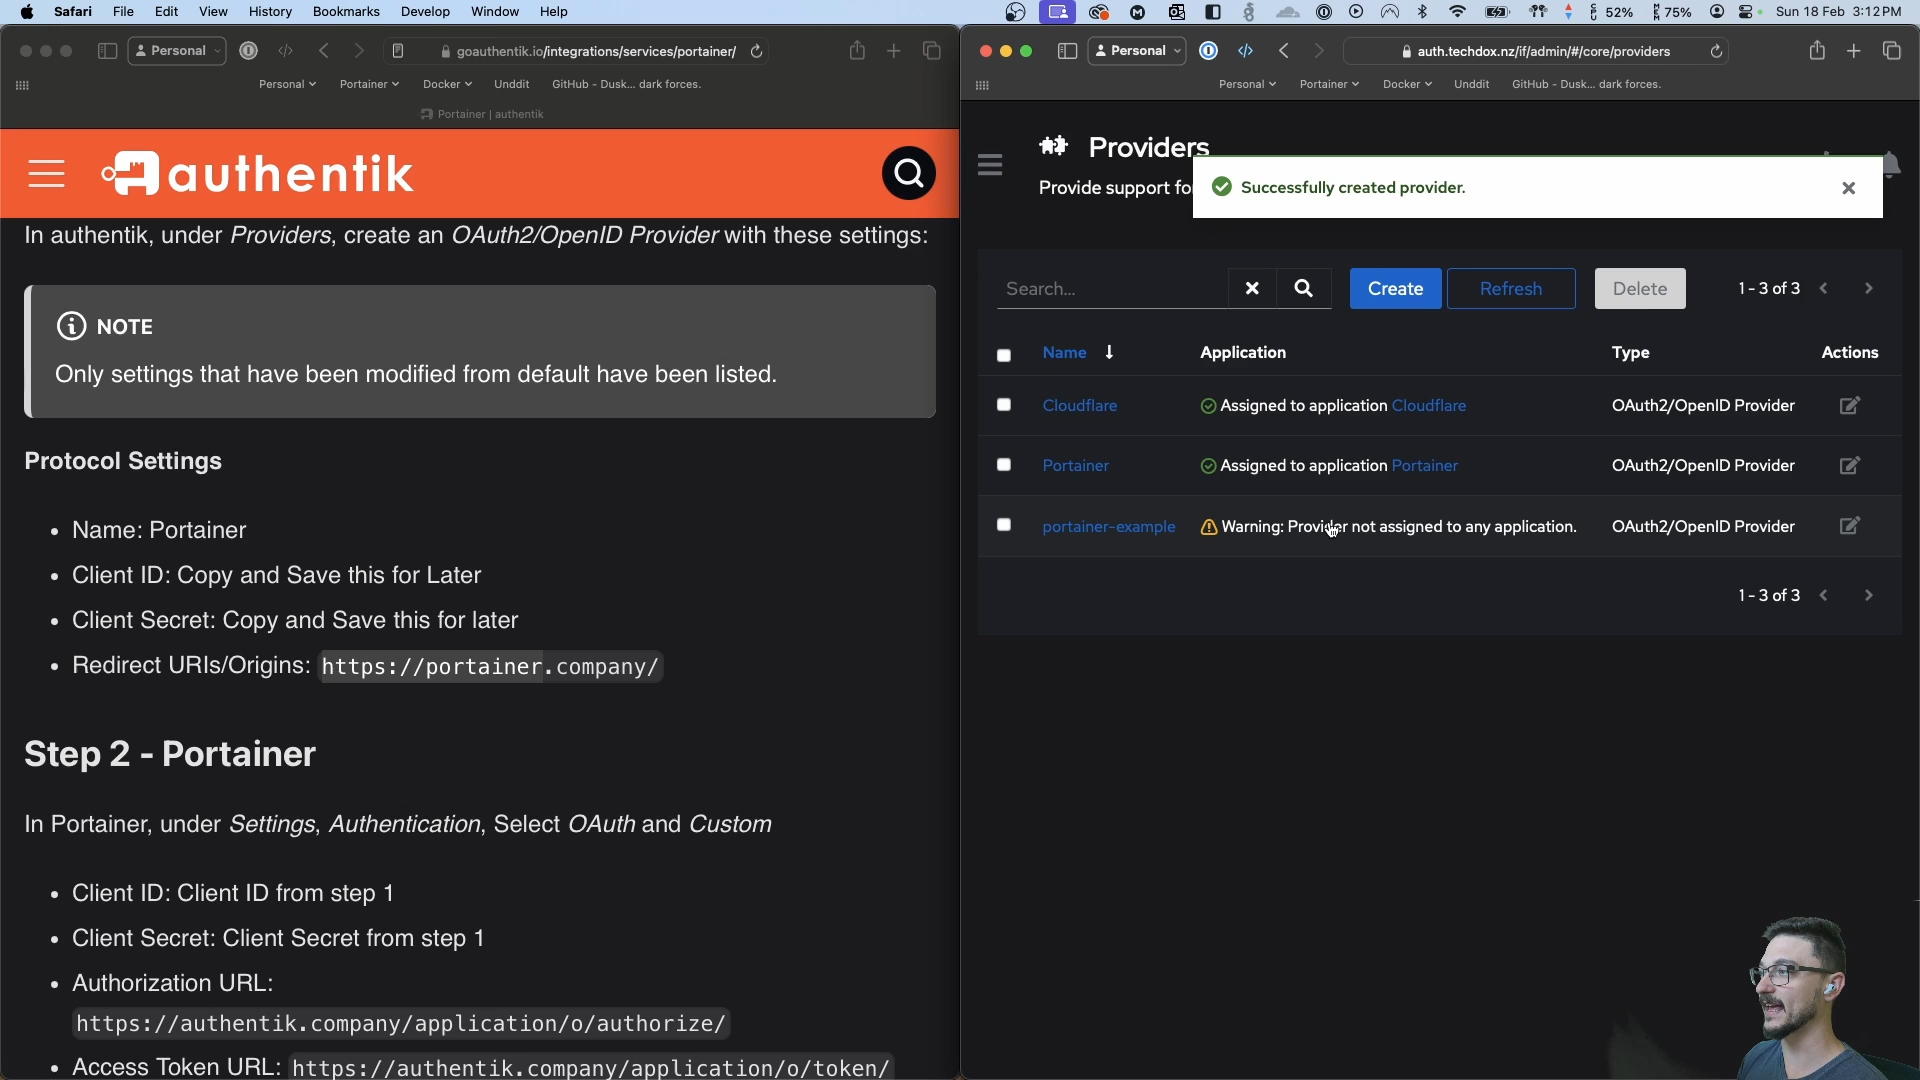 Safari File Edit View History Bookmarks Develop Window Help
52% 75% Sun 18 Feb 3:12 PM
Personal
goauthentik.io/integrations/services/portainer/
Personal Portainer Docker Unddit GitHub - Dusk... dark forces.
Portainer | authentik
authentik
In authentik, under Providers, create an OAuth2/OpenID Provider with these settings:
NOTE
Only settings that have been modified from default have been listed.
Protocol Settings
• Name: Portainer
• Client ID: Copy and Save this for Later
• Client Secret: Copy and Save this for later
• Redirect URIs/Origins: https://portainer.company/
Step 2 - Portainer
In Portainer, under Settings, Authentication, Select OAuth and Custom
• Client ID: Client ID from step 1
• Client Secret: Client Secret from step 1
• Authorization URL:
https://authentik.company/application/o/authorize/
• Access Token URL: https://authentik.company/application/o/token/
Personal
auth.techdox.nz/if/admin/#/core/providers
Personal Portainer Docker Unddit GitHub - Dusk... dark forces.
Providers
Provide support fo
Successfully created provider.
Search...
Create
Refresh
Delete
1 - 3 of 3
Name Application Type Actions
Cloudflare Assigned to application Cloudflare OAuth2/OpenID Provider
Portainer Assigned to application Portainer OAuth2/OpenID Provider
portainer-example Warning: Provider not assigned to any application. OAuth2/OpenID Provider
1 - 3 of 3